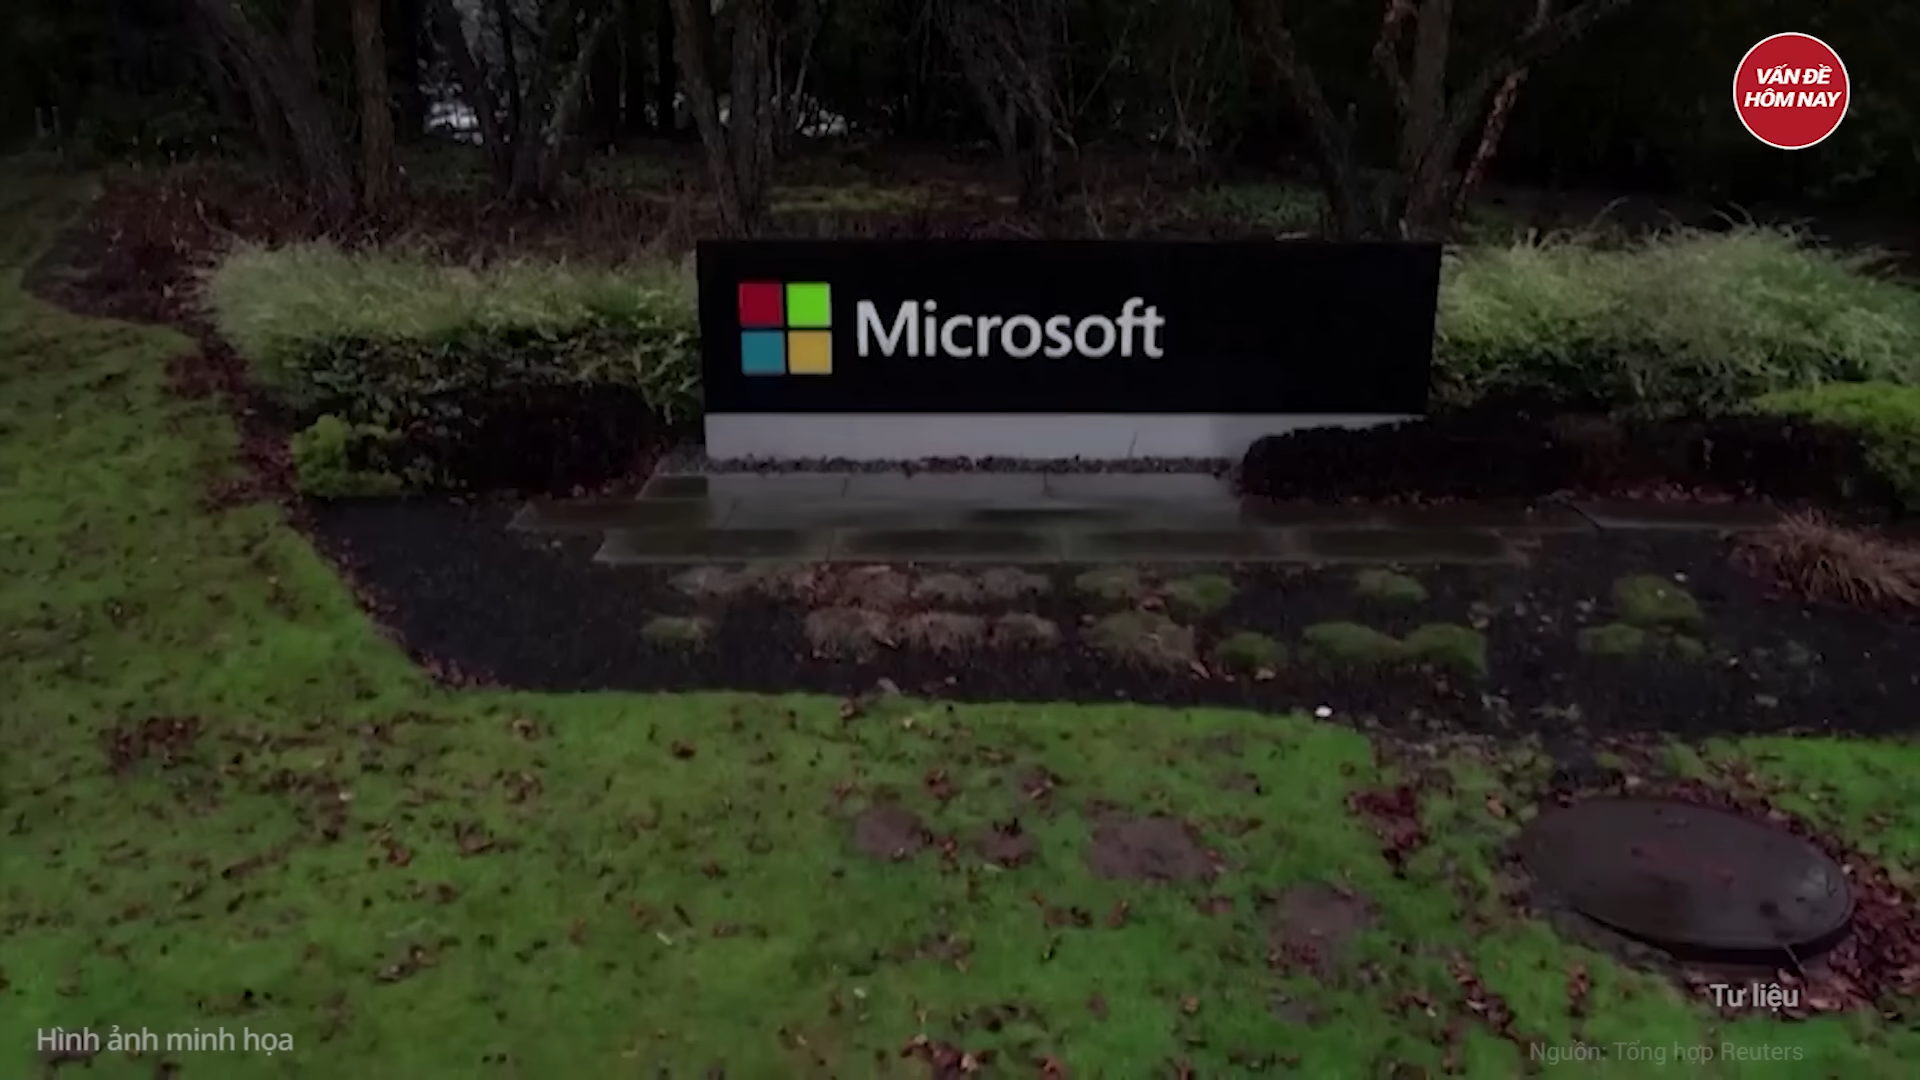 VẤN ĐỀ
HÔM NAY
Microsoft
Tư liệu
Hình ảnh minh họa
Nguồn: Tổng hợp Reuters